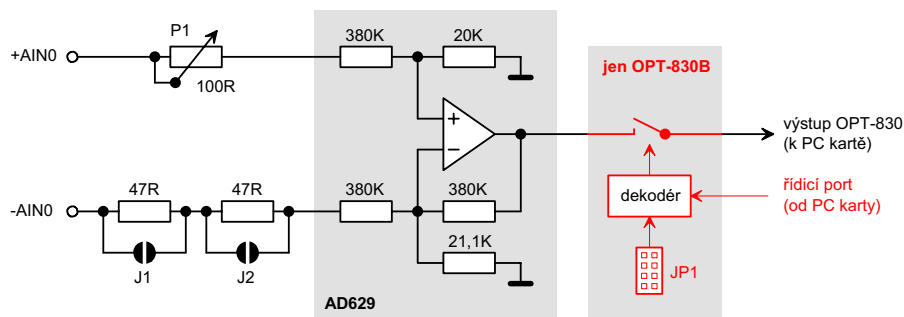 P1
380K
20K
+AIN0
100R
jen OPT-830B
výstup OPT-830
(k PC kartě)
+
−
47R
47R
380K
380K
-AIN0
dekodér
řídicí port
(od PC karty)
21,1K
J1
J2
JP1
AD629